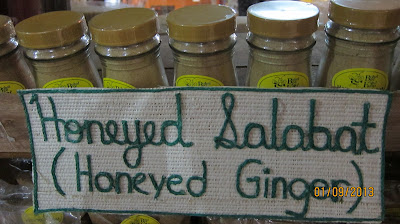 Honeyed Salabat
(Honeyed Ginger)
01/09/2013